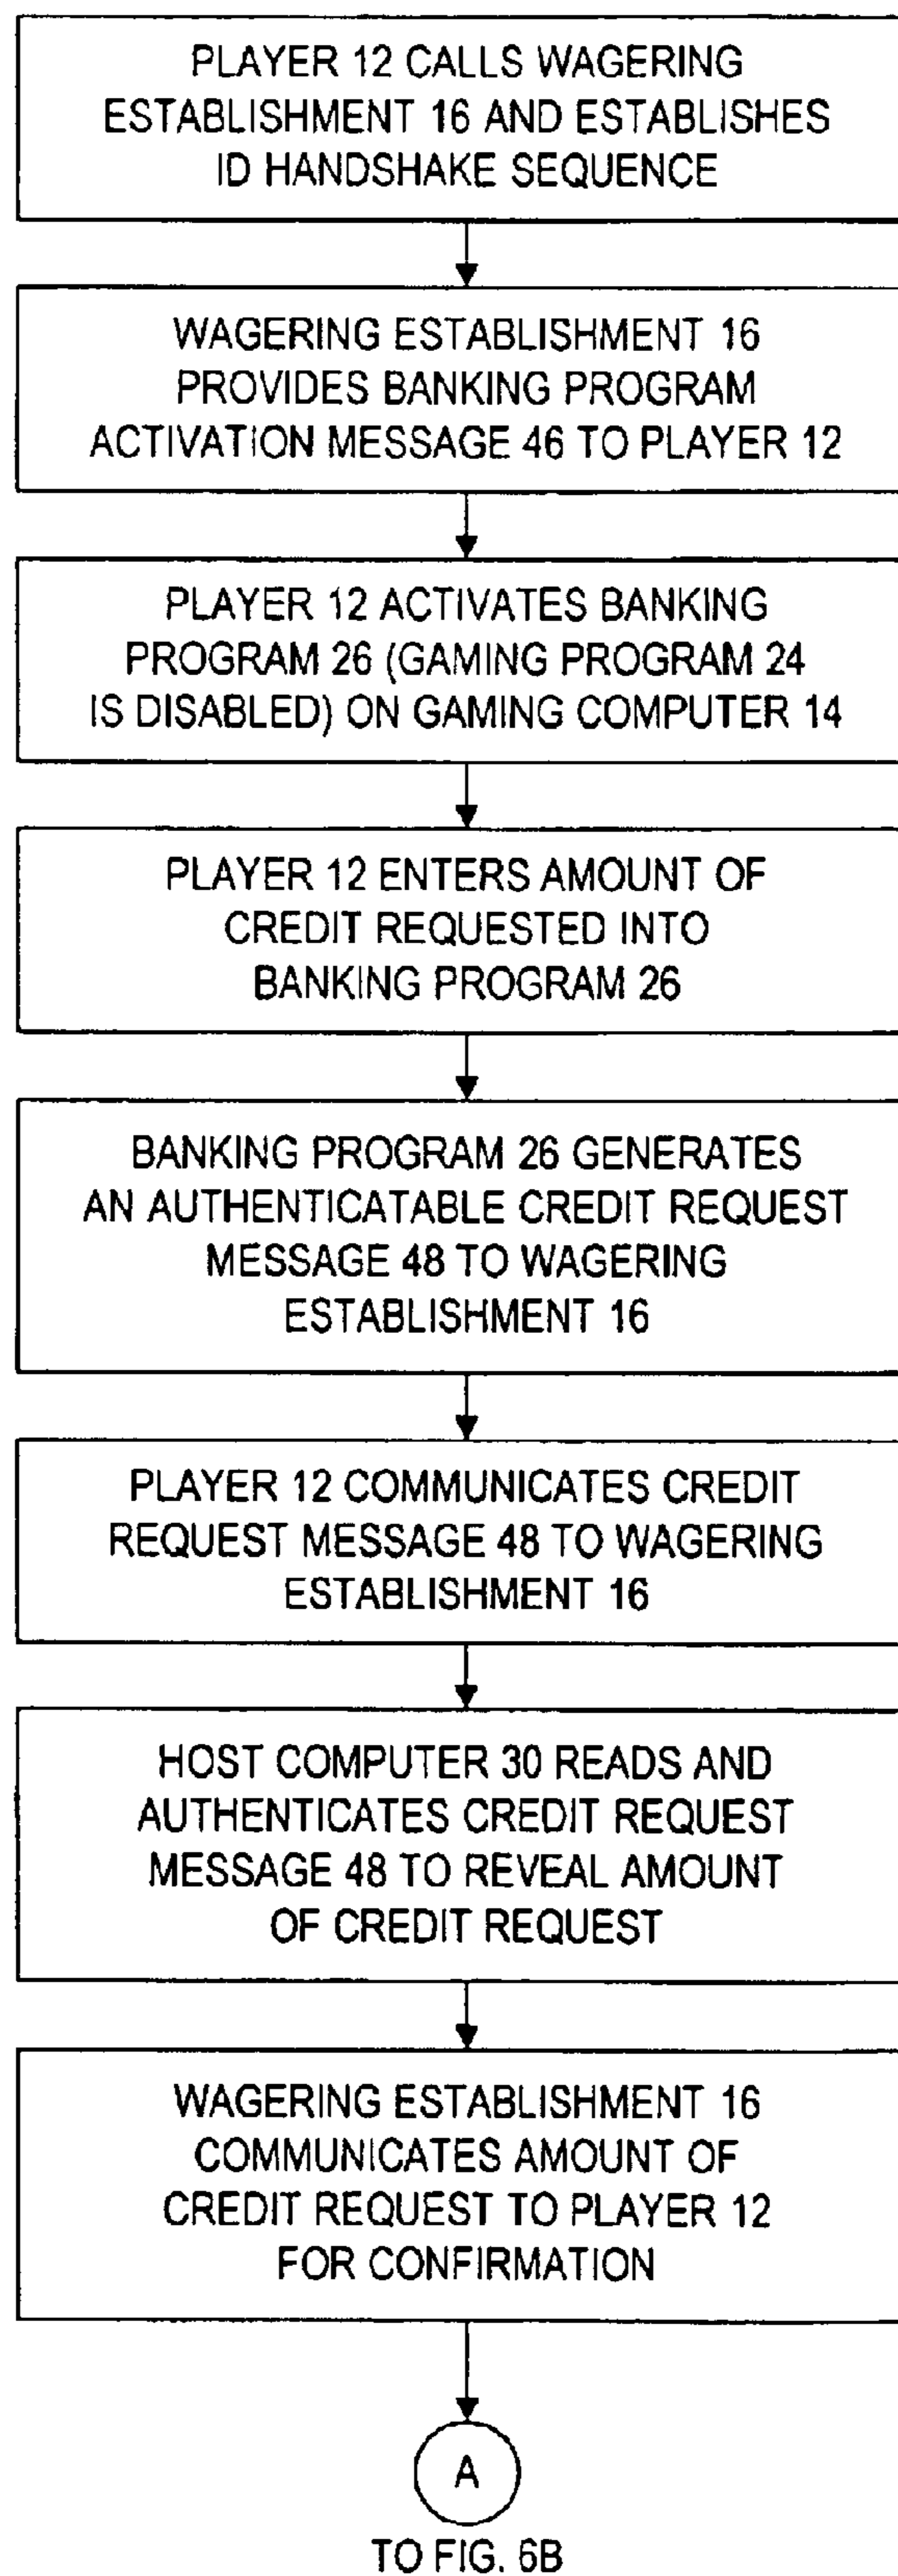 PLAYER 12 CALLS WAGERING
ESTABLISHMENT 16 AND ESTABLISHES
ID HANDSHAKE SEQUENCE
WAGERING ESTABLISHMENT 16
PROVIDES BANKING PROGRAM
ACTIVATION MESSAGE 46 TO PLAYER 12
PLAYER 12 ACTIVATES BANKING
PROGRAM 26 (GAMING PROGRAM 24
IS DISABLED) ON GAMING COMPUTER 14
PLAYER 12 ENTERS AMOUNT OF
CREDIT REQUESTED INTO
BANKING PROGRAM 26
BANKING PROGRAM 26 GENERATES
AN AUTHENTICATABLE CREDIT REQUEST
MESSAGE 48 TO WAGERING
ESTABLISHMENT 16
PLAYER 12 COMMUNICATES CREDIT
REQUEST MESSAGE 48 TO WAGERING
ESTABLISHMENT 16
HOST COMPUTER 30 READS AND
AUTHENTICATES CREDIT REQUEST
MESSAGE 48 TO REVEAL AMOUNT
OF CREDIT REQUEST
WAGERING ESTABLISHMENT 16
COMMUNICATES AMOUNT OF
CREDIT REQUEST TO PLAYER 12
FOR CONFIRMATION
A
TO FIG. 6B